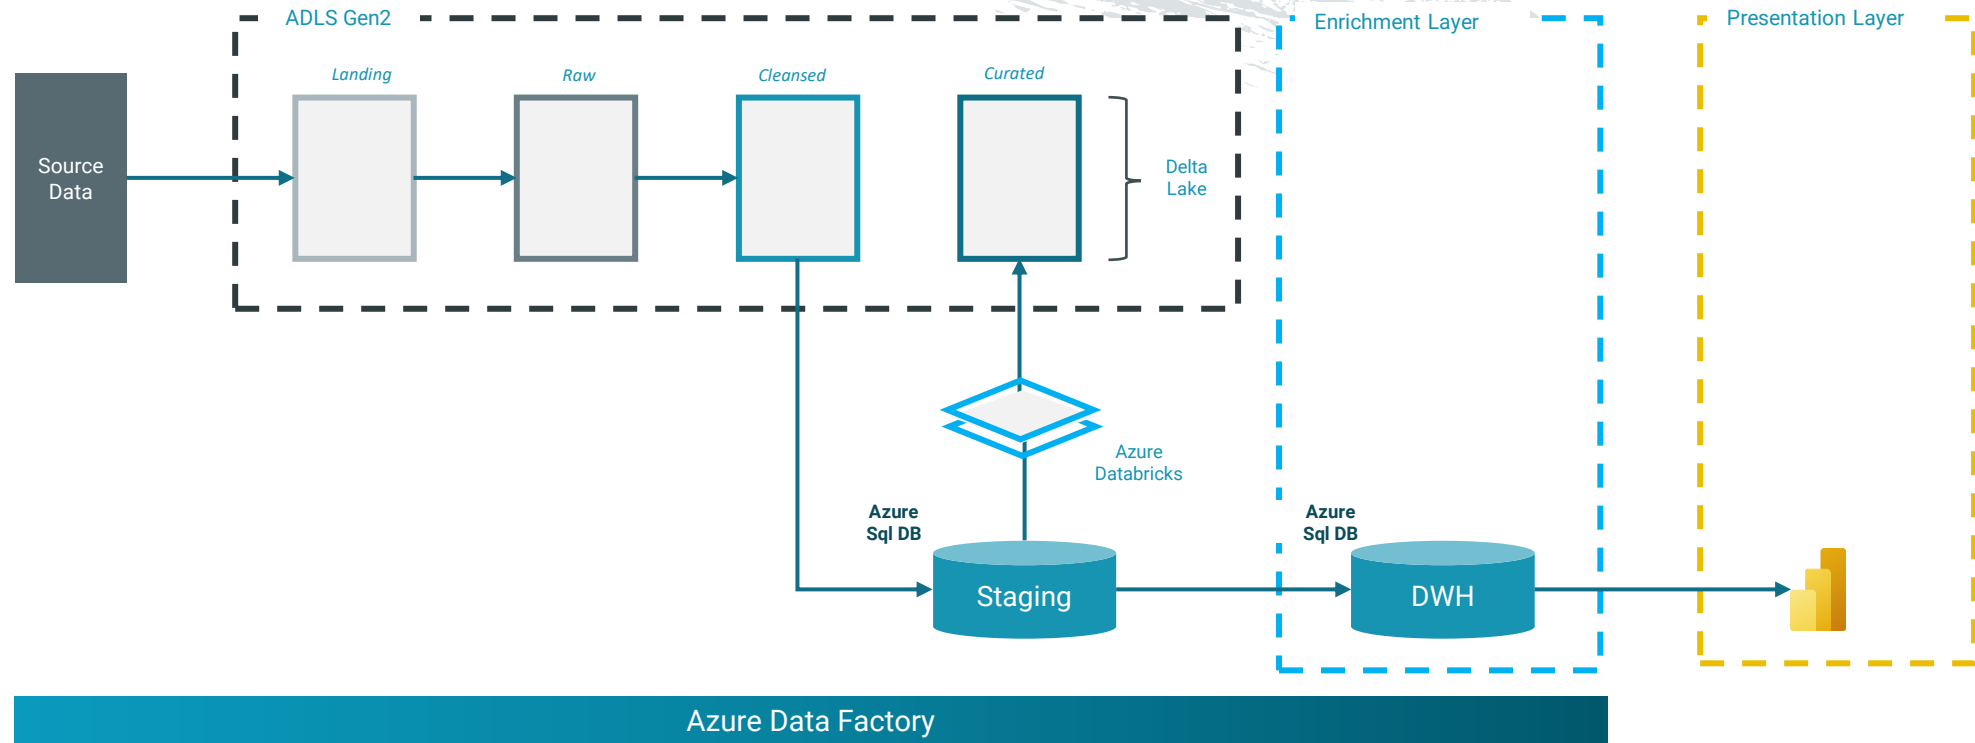 ADLS Gen2
Enrichment Layer
Presentation Layer
Landing
Raw
Cleansed
Curated
Source
Data
Delta
Lake
Azure
Databricks
Azure
Sql DB
Azure
Sql DB
Staging
DWH
Azure Data Factory